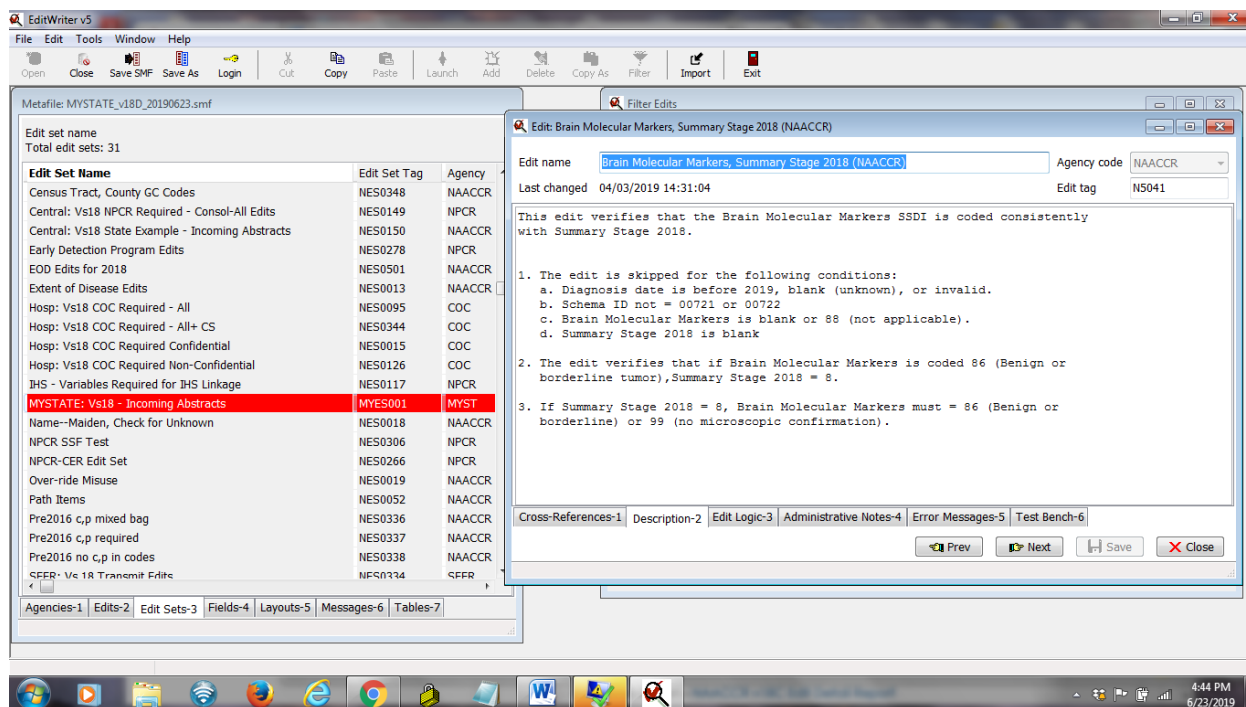 EditWriter v5
File Edit Tools Window Help
Open Close Save SMF Save As Login Cut Copy Paste Launch Add Delete Copy As Filter Import Exit
Metafile: MYSTATE_v18D_20190623.smf
Edit set name
Total edit sets: 31
Edit Set Name Edit Set Tag Agency
Census Tract, County GC Codes NES0348 NAACCR
Central: Vs18 NPCR Required - Consol-All Edits NES0149 NPCR
Central: Vs18 State Example - Incoming Abstracts NES0150 NAACCR
Early Detection Program Edits NES0278 NPCR
EOD Edits for 2018 NES0501 NAACCR
Extent of Disease Edits NES0013 NAACCR
Hosp: Vs18 COC Required - All NES0095 COC
Hosp: Vs18 COC Required - All+ CS NES0344 COC
Hosp: Vs18 COC Required Confidential NES0015 COC
Hosp: Vs18 COC Required Non-Confidential NES0126 COC
IHS - Variables Required for IHS Linkage NES0117 NPCR
MYSTATE: Vs18 - Incoming Abstracts MYES001 MYST
Name--Maiden, Check for Unknown NES0018 NAACCR
NPCR SSF Test NES0306 NPCR
NPCR-CER Edit Set NES0266 NPCR
Over-ride Misuse NES0019 NAACCR
Path Items NES0052 NAACCR
Pre2016 c,p mixed bag NES0336 NAACCR
Pre2016 c,p required NES0337 NAACCR
Pre2016 no c,p in codes NES0338 NAACCR
SEER: Vs 18 Transmit Edits NES0334 SEER
Agencies-1 Edits-2 Edit Sets-3 Fields-4 Layouts-5 Messages-6 Tables-7
Filter Edits
Edit: Brain Molecular Markers, Summary Stage 2018 (NAACCR)
Edit name Brain Molecular Markers, Summary Stage 2018 (NAACCR) Agency code NAACCR
Last changed 04/03/2019 14:31:04 Edit tag N5041
This edit verifies that the Brain Molecular Markers SSDI is coded consistently
with Summary Stage 2018.
1. The edit is skipped for the following conditions:
a. Diagnosis date is before 2019, blank (unknown), or invalid.
b. Schema ID not = 00721 or 00722
c. Brain Molecular Markers is blank or 88 (not applicable).
d. Summary Stage 2018 is blank
2. The edit verifies that if Brain Molecular Markers is coded 86 (Benign or
borderline tumor),Summary Stage 2018 = 8.
3. If Summary Stage 2018 = 8, Brain Molecular Markers must = 86 (Benign or
borderline) or 99 (no microscopic confirmation).
Cross-References-1 Description-2 Edit Logic-3 Administrative Notes-4 Error Messages-5 Test Bench-6
Prev Next Save Close
4:44 PM
6/23/2019